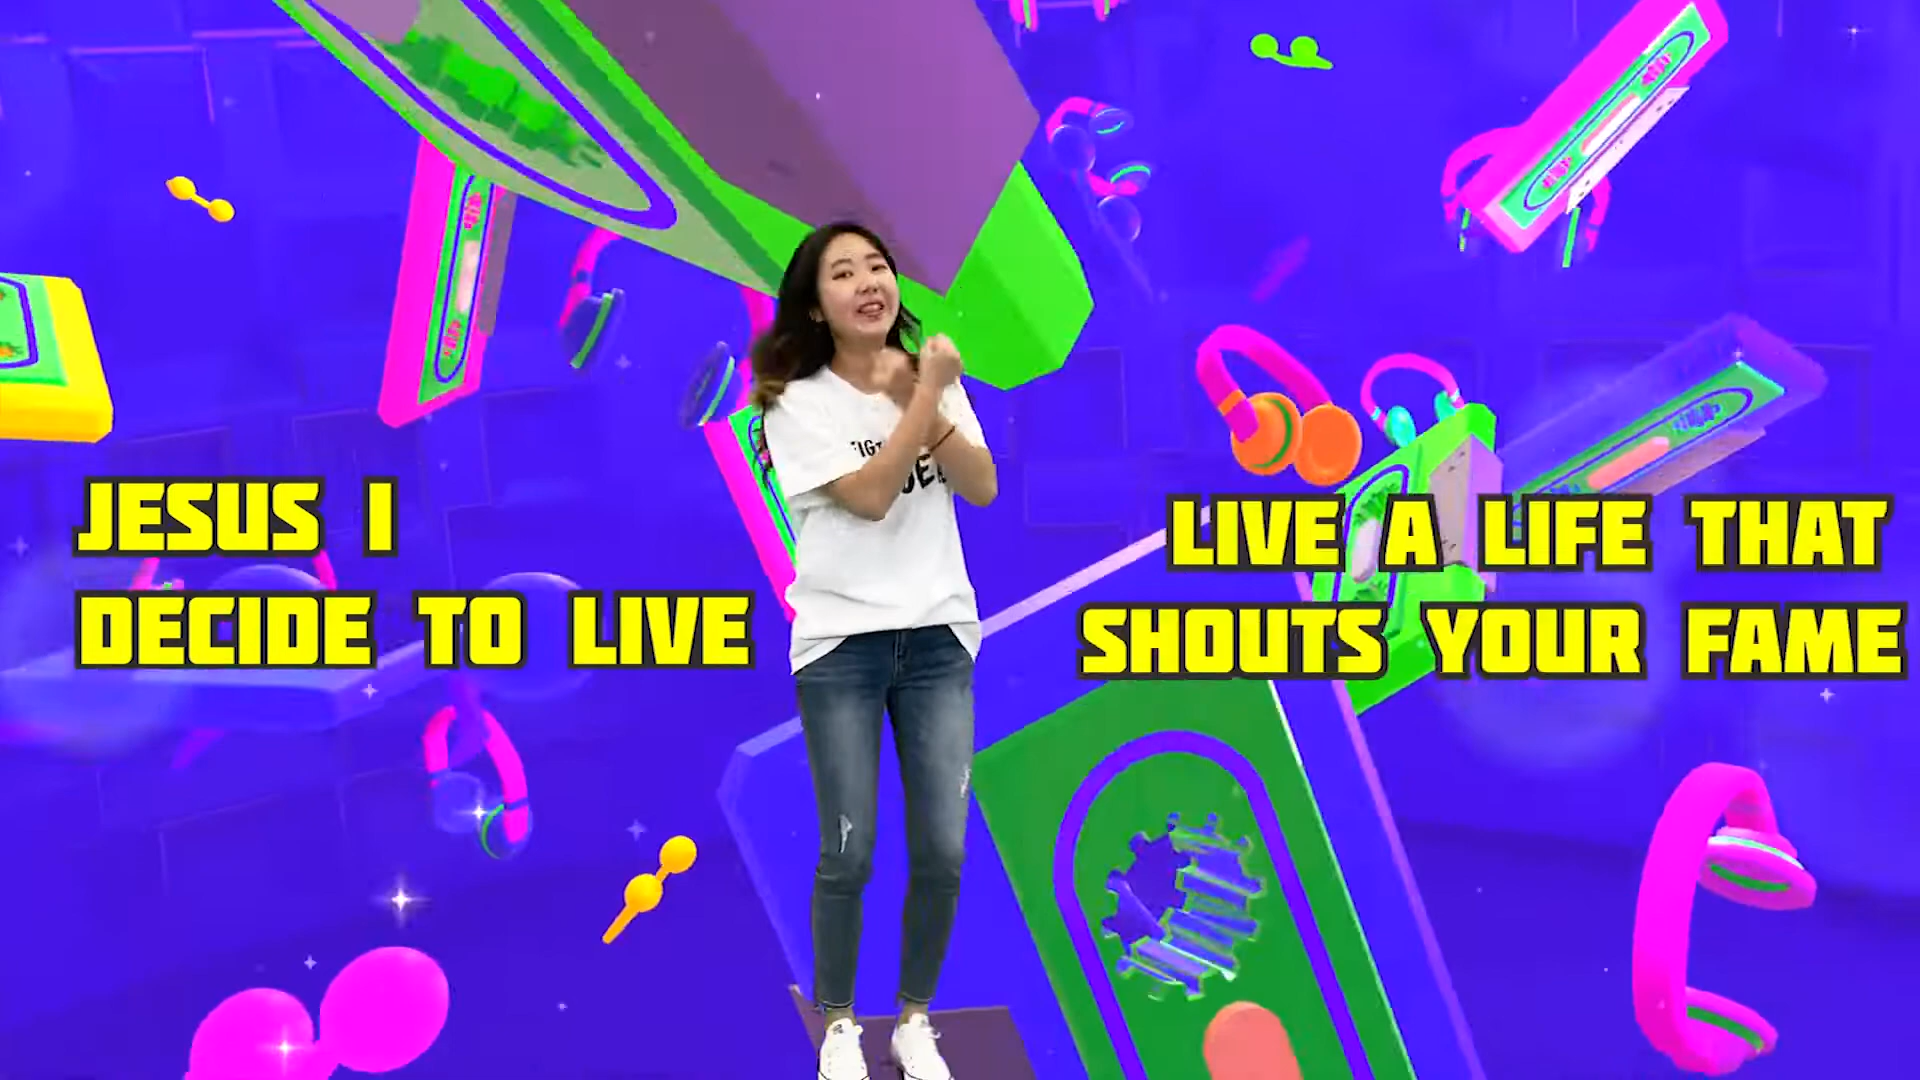 JESUS I
DECIDE TO LIVE
LIVE A LIFE THAT
SHOUTS YOUR FAME